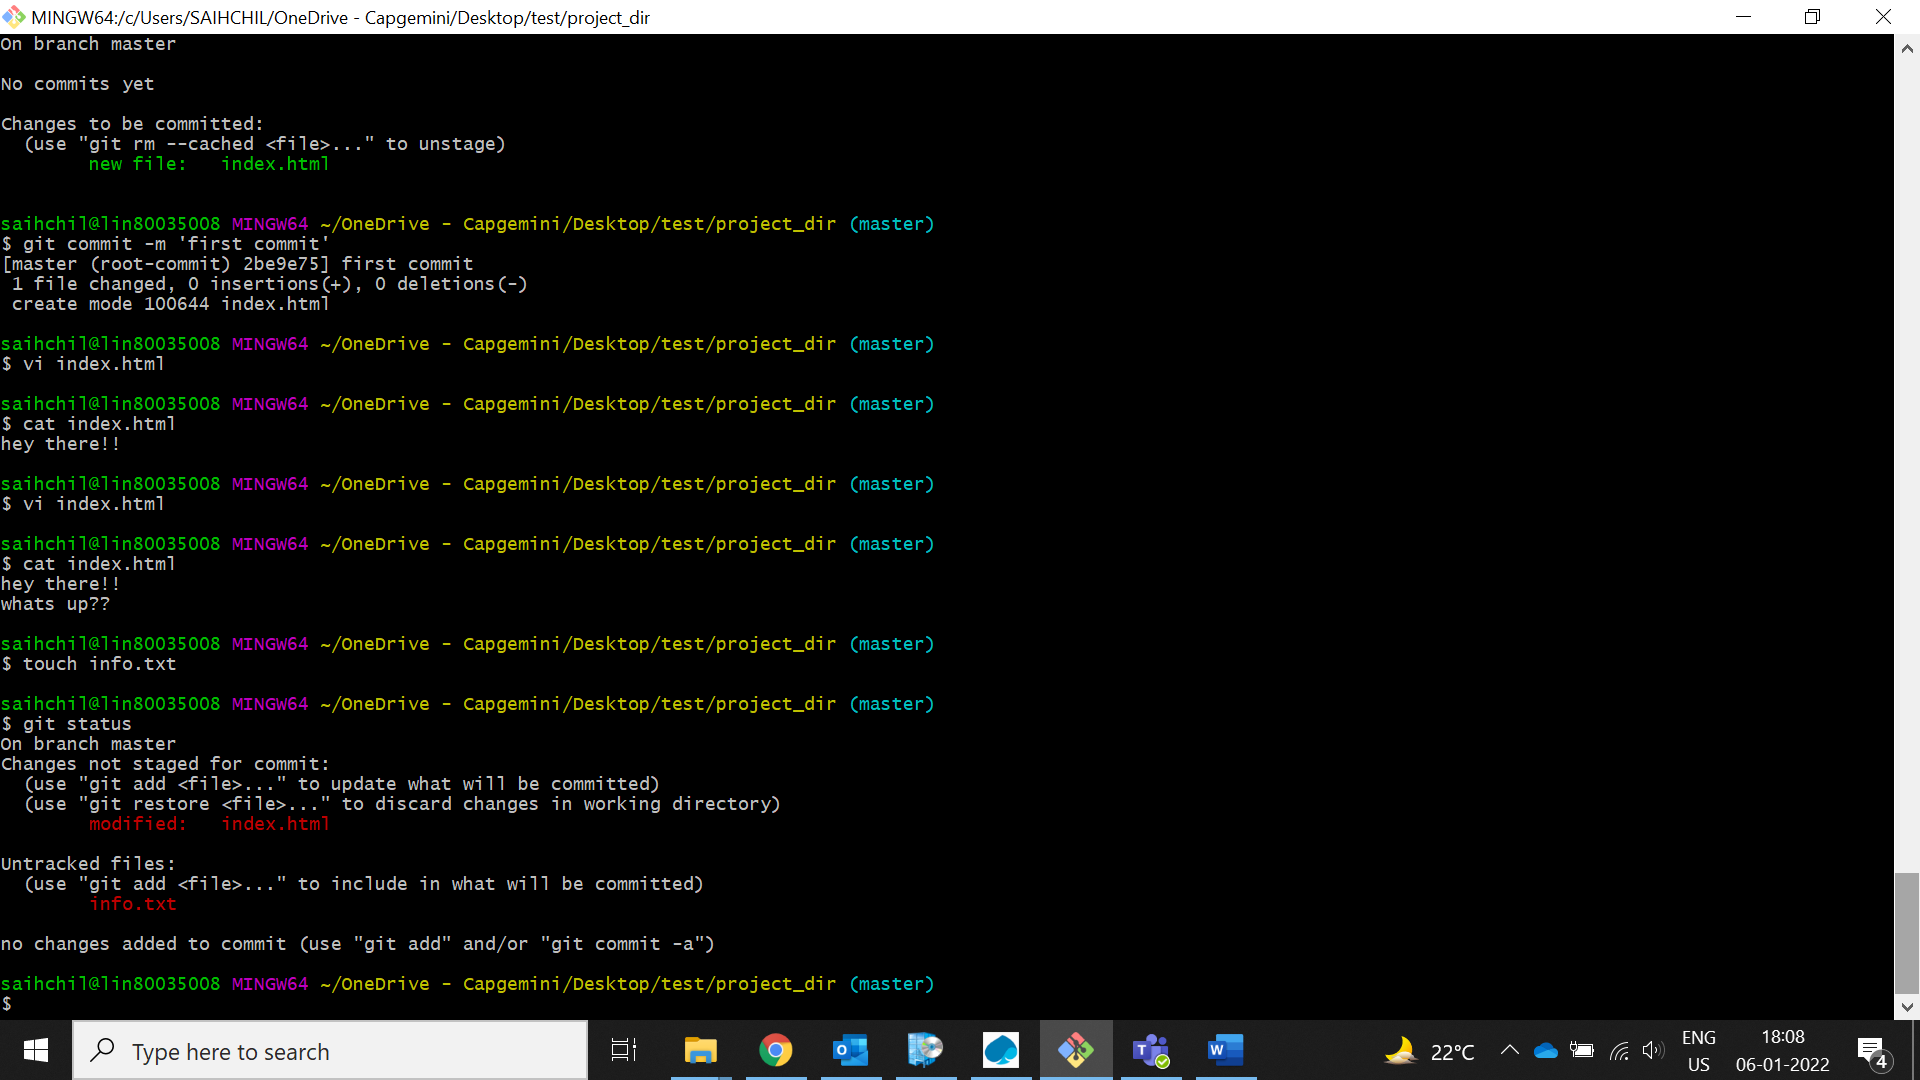 MINGW64:/c/Users/SAIHCHIL/OneDrive - Capgemini/Desktop/test/project_dir
On branch master
No commits yet
Changes to be committed:
  (use "git rm --cached <file>..." to unstage)
        new file:   index.html
saihchil@lin80035008 MINGW64 ~/OneDrive - Capgemini/Desktop/test/project_dir (master)
$ git commit -m 'first commit'
[master (root-commit) 2be9e75] first commit
 1 file changed, 0 insertions(+), 0 deletions(-)
 create mode 100644 index.html
saihchil@lin80035008 MINGW64 ~/OneDrive - Capgemini/Desktop/test/project_dir (master)
$ vi index.html
saihchil@lin80035008 MINGW64 ~/OneDrive - Capgemini/Desktop/test/project_dir (master)
$ cat index.html
hey there!!
saihchil@lin80035008 MINGW64 ~/OneDrive - Capgemini/Desktop/test/project_dir (master)
$ vi index.html
saihchil@lin80035008 MINGW64 ~/OneDrive - Capgemini/Desktop/test/project_dir (master)
$ cat index.html
hey there!!
whats up??
saihchil@lin80035008 MINGW64 ~/OneDrive - Capgemini/Desktop/test/project_dir (master)
$ touch info.txt
saihchil@lin80035008 MINGW64 ~/OneDrive - Capgemini/Desktop/test/project_dir (master)
$ git status
On branch master
Changes not staged for commit:
  (use "git add <file>..." to update what will be committed)
  (use "git restore <file>..." to discard changes in working directory)
        modified:   index.html
Untracked files:
  (use "git add <file>..." to include in what will be committed)
        info.txt
no changes added to commit (use "git add" and/or "git commit -a")
saihchil@lin80035008 MINGW64 ~/OneDrive - Capgemini/Desktop/test/project_dir (master)
$
Type here to search
22°C
ENG
US
18:08
06-01-2022
4